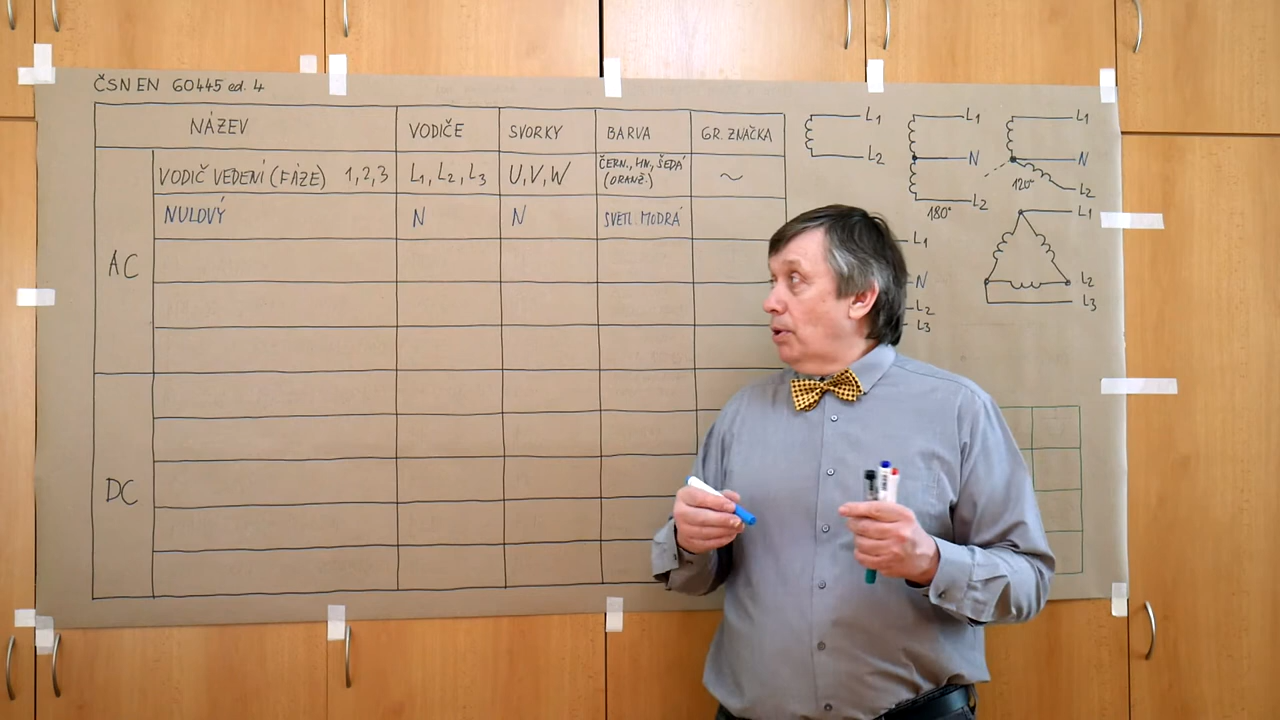 ČSN EN 60445 ed. 4
NÁZEV VODIČE SVORKY BARVA GR. ZNAČKA
AC
VODIČ VEDENÍ (FÁZE) 1,2,3 L1, L2, L3 U,V,W ČERN., HN., ŠEDÁ (ORANŽ.) ~
NULOVÝ N N SVĚTL. MODRÁ
DC
L1
L2
L1
N
L2
180°
L1
N
L2
120°
L1
N
L2
L3
L1
L2
L3